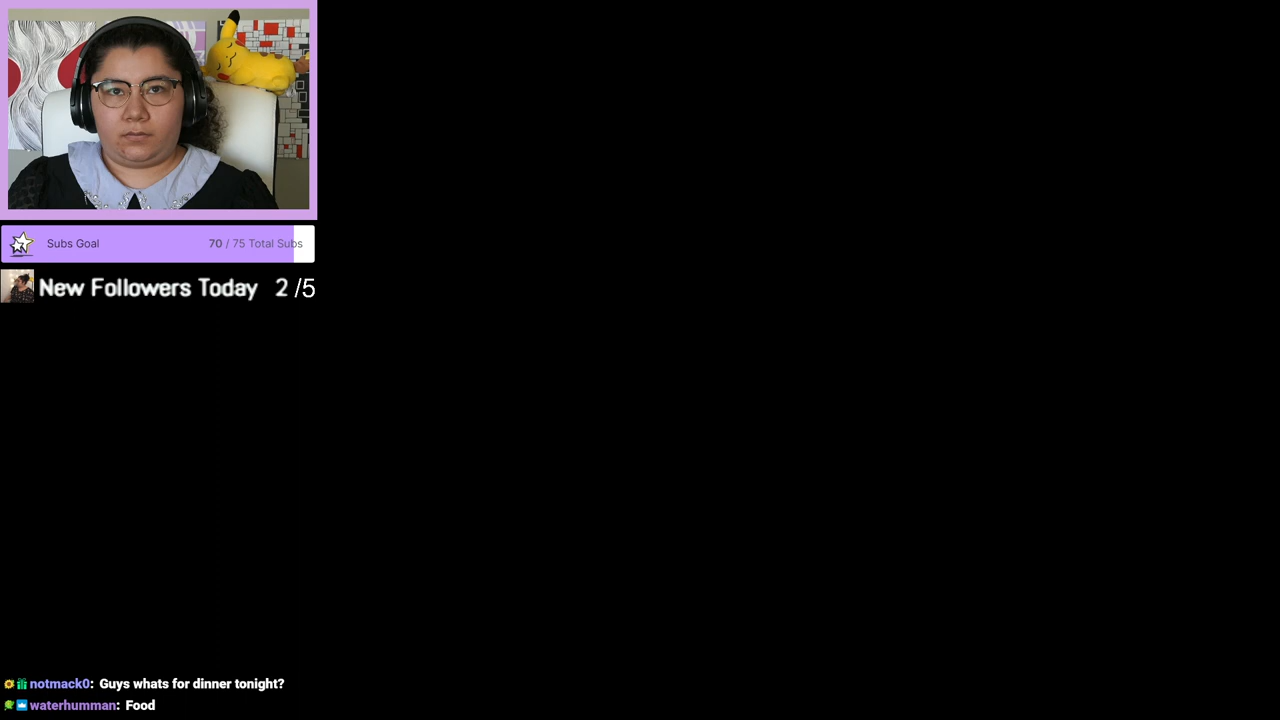 Subs Goal 70 / 75 Total Subs
New Followers Today 2 /5
notmack0: Guys whats for dinner tonight?
waterhumman: Food